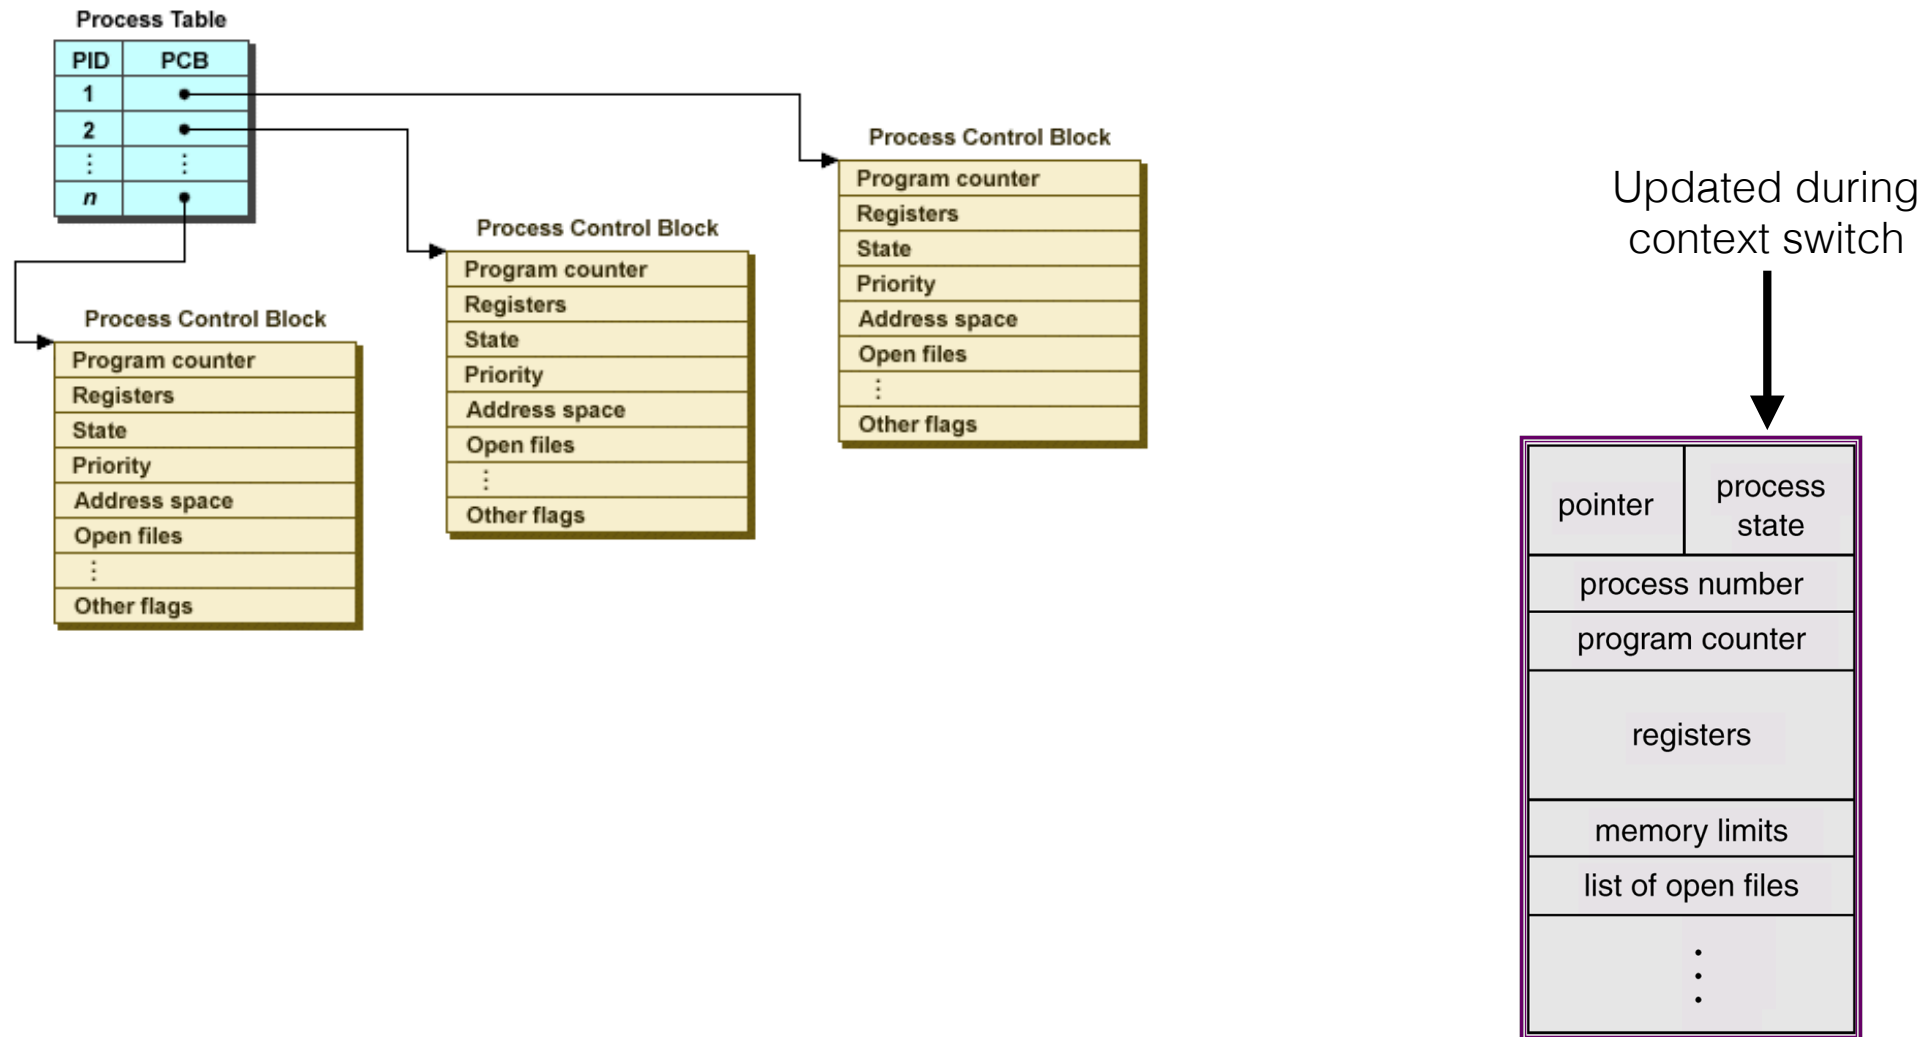 Process Table
PID PCB
1
2
⋮ ⋮
n
Process Control Block
Program counter
Registers
State
Priority
Address space
Open files
⋮
Other flags
Process Control Block
Program counter
Registers
State
Priority
Address space
Open files
⋮
Other flags
Process Control Block
Program counter
Registers
State
Priority
Address space
Open files
⋮
Other flags
Updated during
context switch
pointer
process
state
process number
program counter
registers
memory limits
list of open files
⋮